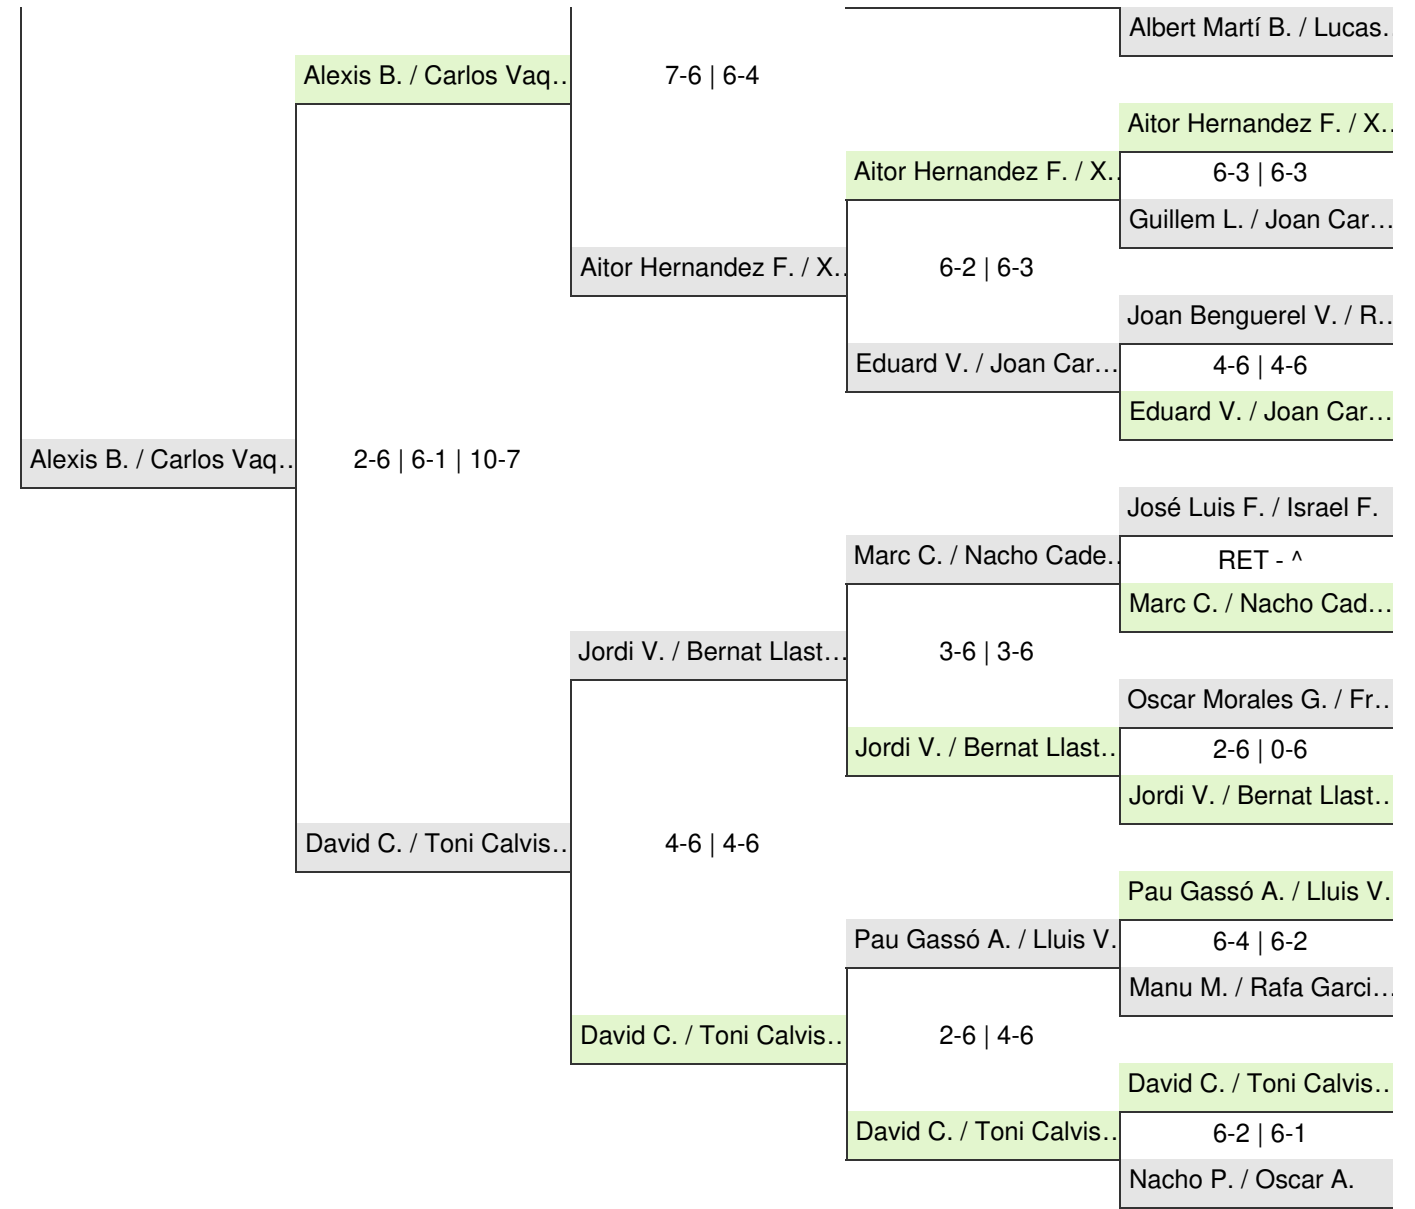 Albert Martí B. / Lucas.
Alexis B. / Carlos Vaq..
7-6 | 6-4
Aitor Hernandez F. / X..
Aitor Hernandez F. / X..
6-3 | 6-3
Guillem L. / Joan Car...
Aitor Hernandez F. / X..
6-2 | 6-3
Joan Benguerel V. / R..
Eduard V. / Joan Car...
4-6 | 4-6
Eduard V. / Joan Car...
Alexis B. / Carlos Vaq..
2-6 | 6-1 | 10-7
José Luis F. / Israel F.
Marc C. / Nacho Cade..
RET - ^
Marc C. / Nacho Cad...
Jordi V. / Bernat Llast...
3-6 | 3-6
Oscar Morales G. / Fr..
Jordi V. / Bernat Llast..
2-6 | 0-6
Jordi V. / Bernat Llast..
David C. / Toni Calvis..
4-6 | 4-6
Pau Gassó A. / Lluis V.
Pau Gassó A. / Lluis V.
6-4 | 6-2
Manu M. / Rafa Garci...
David C. / Toni Calvis..
2-6 | 4-6
David C. / Toni Calvis..
David C. / Toni Calvis..
6-2 | 6-1
Nacho P. / Oscar A.